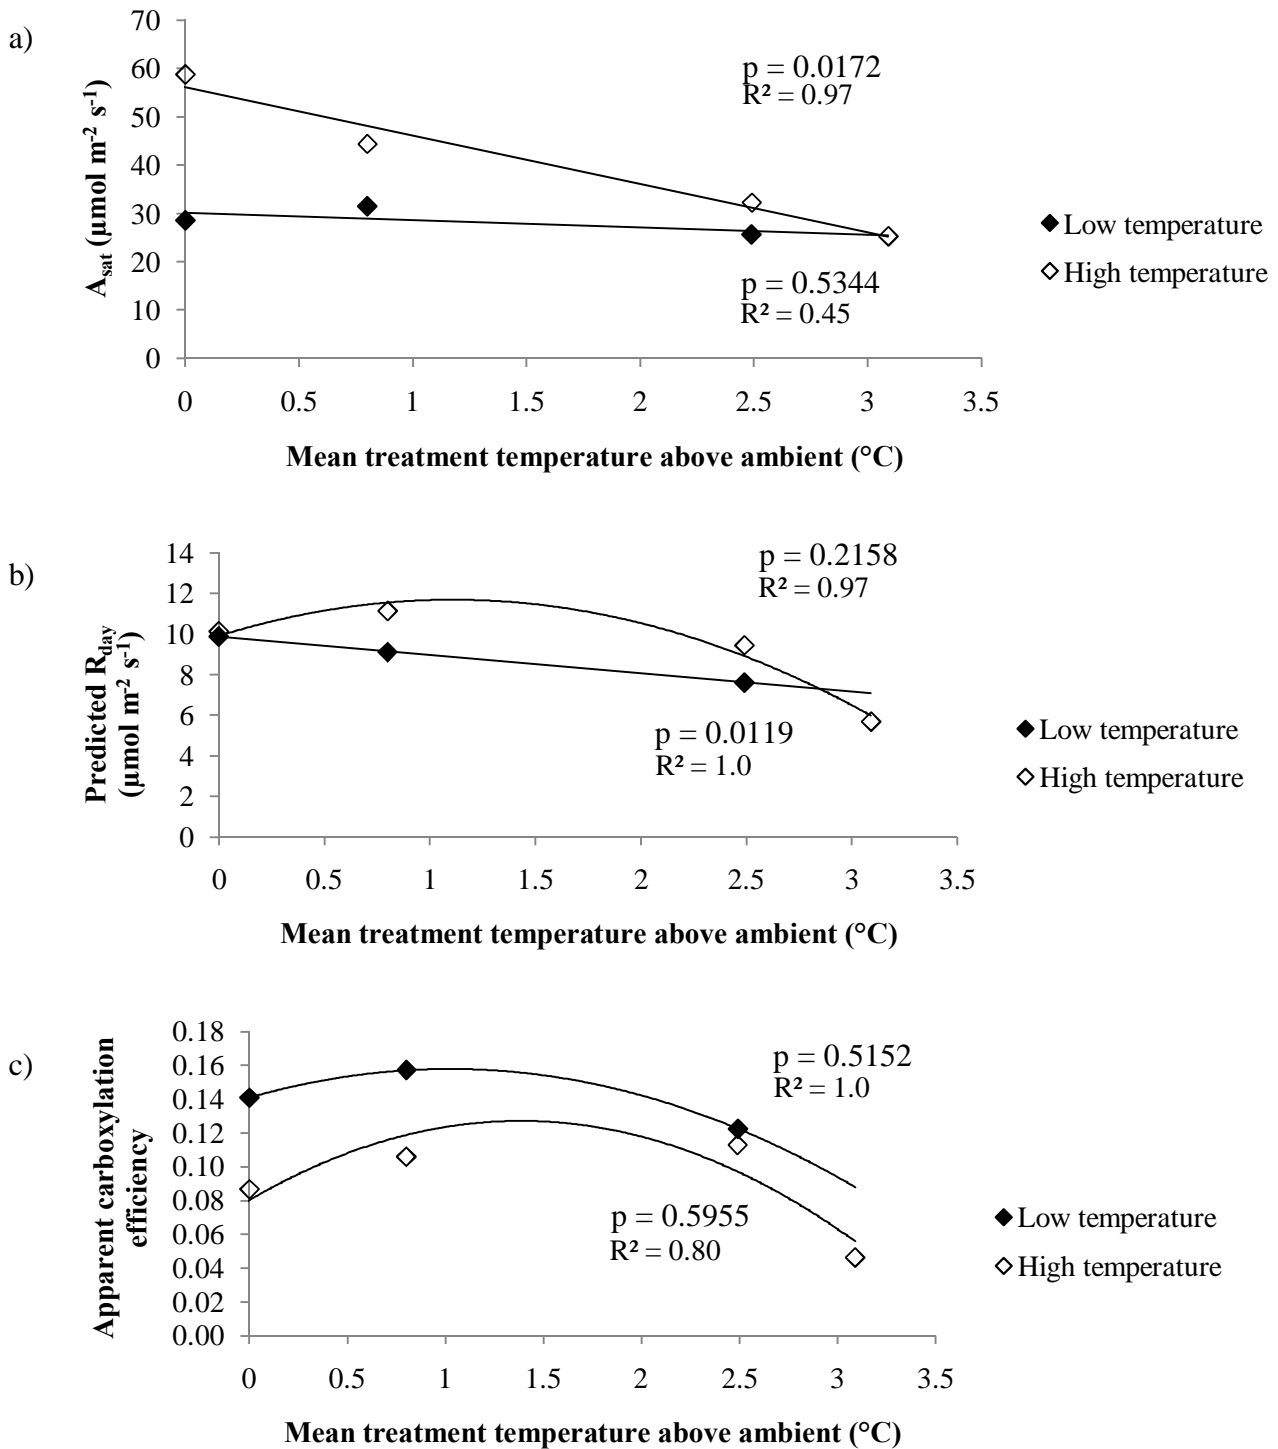 a)
70
60
50
40
30
20
10
0
A_sat (µmol m⁻² s⁻¹)
p = 0.0172
R² = 0.97
p = 0.5344
R² = 0.45
Low temperature
High temperature
0 0.5 1 1.5 2 2.5 3 3.5
Mean treatment temperature above ambient (°C)
b)
14
12
10
8
6
4
2
0
Predicted R_day
(µmol m⁻² s⁻¹)
p = 0.2158
R² = 0.97
p = 0.0119
R² = 1.0
Low temperature
High temperature
0 0.5 1 1.5 2 2.5 3 3.5
Mean treatment temperature above ambient (°C)
c)
0.18
0.16
0.14
0.12
0.10
0.08
0.06
0.04
0.02
0.00
Apparent carboxylation
efficiency
p = 0.5152
R² = 1.0
p = 0.5955
R² = 0.80
Low temperature
High temperature
0 0.5 1 1.5 2 2.5 3 3.5
Mean treatment temperature above ambient (°C)